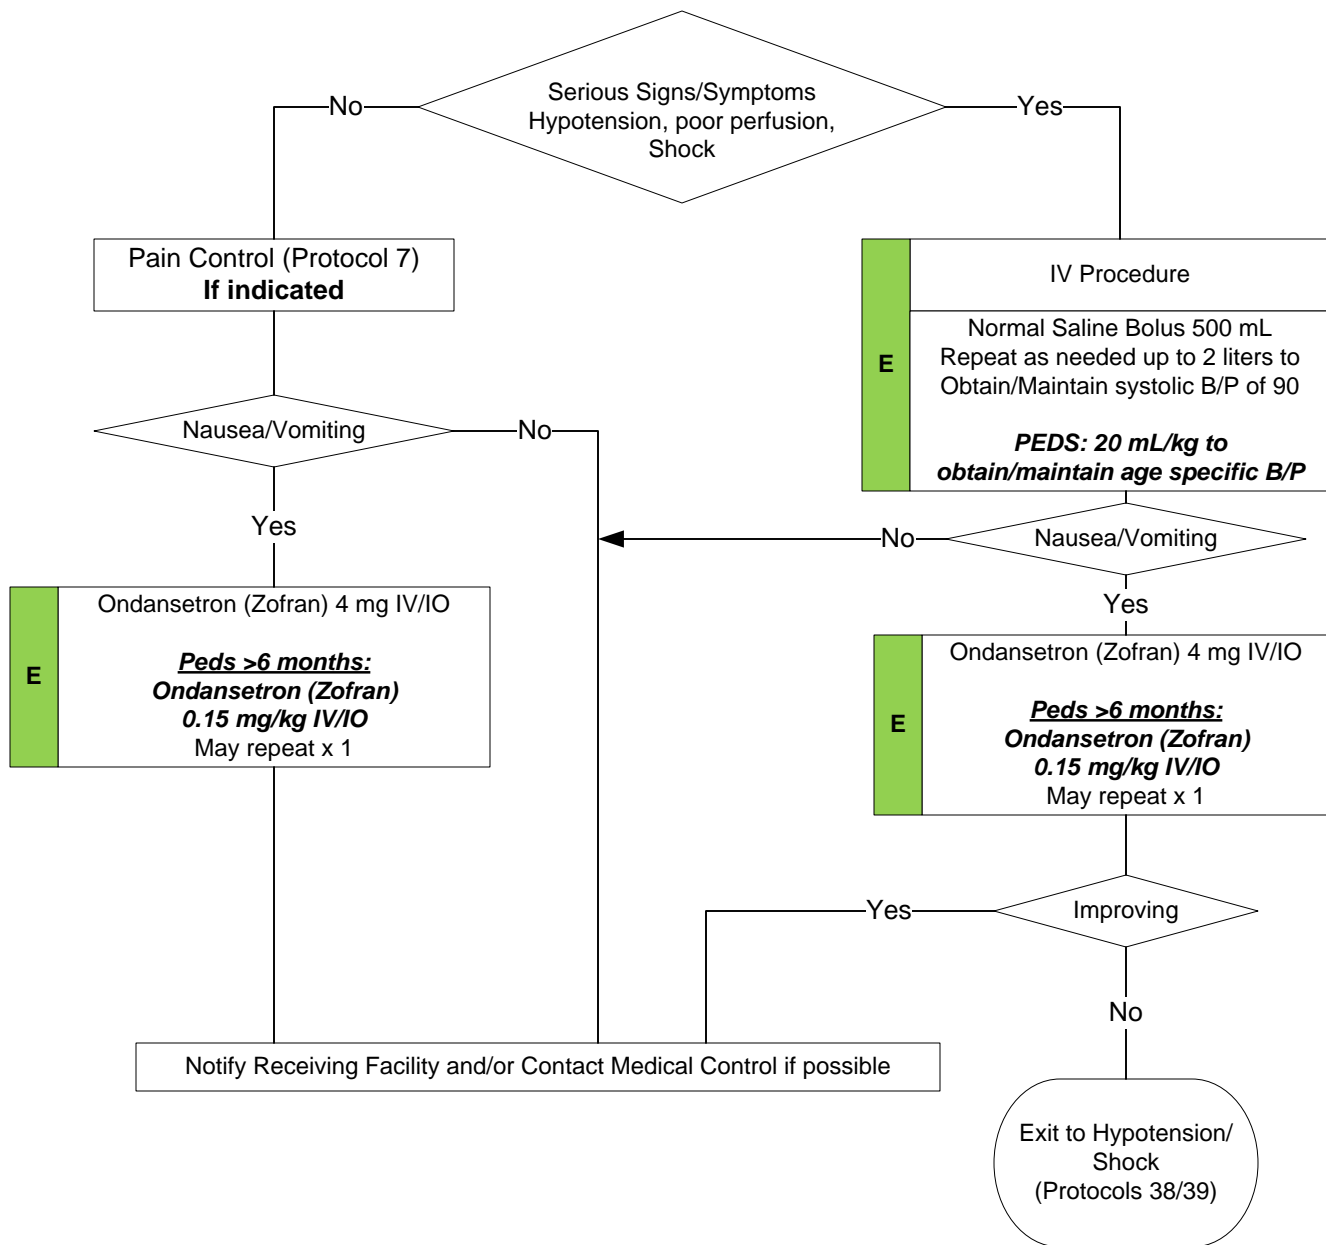 Serious Signs/Symptoms
Hypotension, poor perfusion,
Shock
No
Yes
Pain Control (Protocol 7)
If indicated
IV Procedure
E
Normal Saline Bolus 500 mL
Repeat as needed up to 2 liters to
Obtain/Maintain systolic B/P of 90
PEDS: 20 mL/kg to
obtain/maintain age specific B/P
Nausea/Vomiting
No
Yes
No
Nausea/Vomiting
Yes
E
Ondansetron (Zofran) 4 mg IV/IO
Peds >6 months:
Ondansetron (Zofran)
0.15 mg/kg IV/IO
May repeat x 1
E
Ondansetron (Zofran) 4 mg IV/IO
Peds >6 months:
Ondansetron (Zofran)
0.15 mg/kg IV/IO
May repeat x 1
Yes
Improving
No
Notify Receiving Facility and/or Contact Medical Control if possible
Exit to Hypotension/
Shock
(Protocols 38/39)